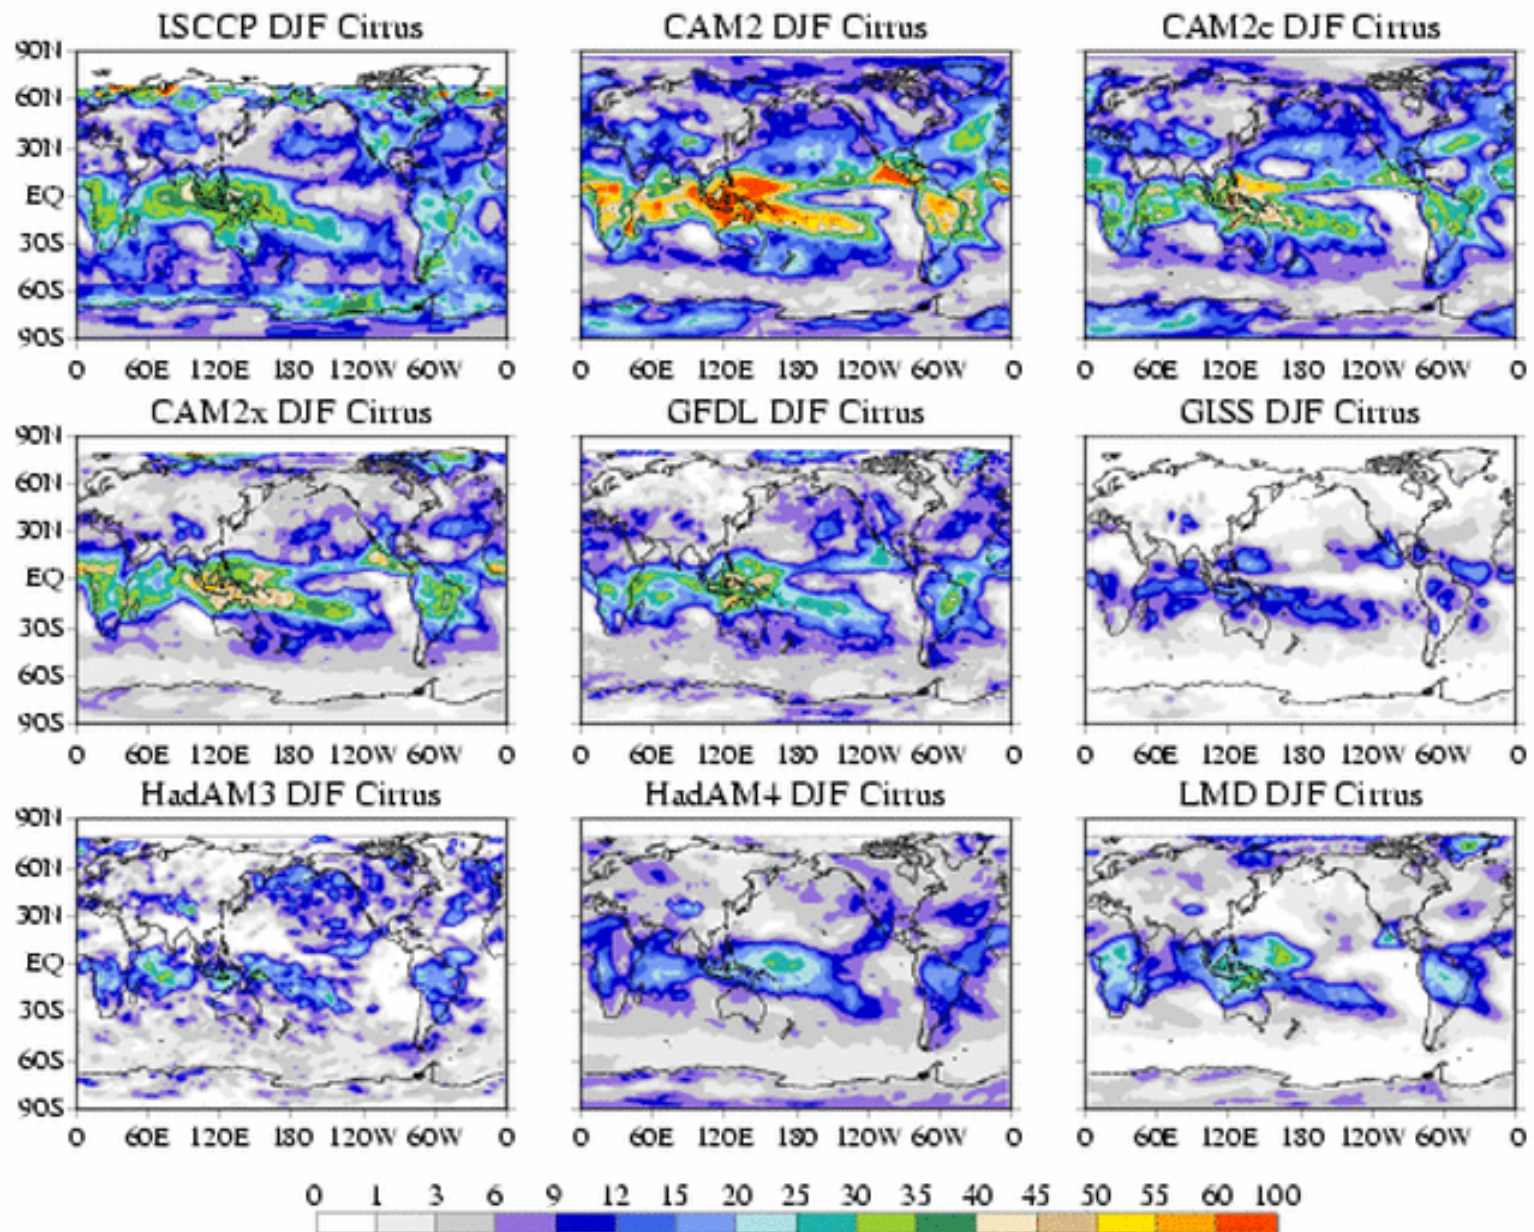 ISCCP DJF Cirrus CAM2 DJF Cirrus CAM2c DJF Cirrus
90N
60N
30N
EQ
30S
60S
90S
0 60E 120E 180 120W 60W 0 0 60E 120E 180 120W 60W 0 0 60E 120E 180 120W 60W 0
CAM2x DJF Cirrus GFDL DJF Cirrus GISS DJF Cirrus
90N
60N
30N
EQ
30S
60S
90S
0 60E 120E 180 120W 60W 0 0 60E 120E 180 120W 60W 0 0 60E 120E 180 120W 60W 0
HadAM3 DJF Cirrus HadAM4 DJF Cirrus LMD DJF Cirrus
90N
60N
30N
EQ
30S
60S
90S
0 60E 120E 180 120W 60W 0 0 60E 120E 180 120W 60W 0 0 60E 120E 180 120W 60W 0
0 1 3 6 9 12 15 20 25 30 35 40 45 50 55 60 100